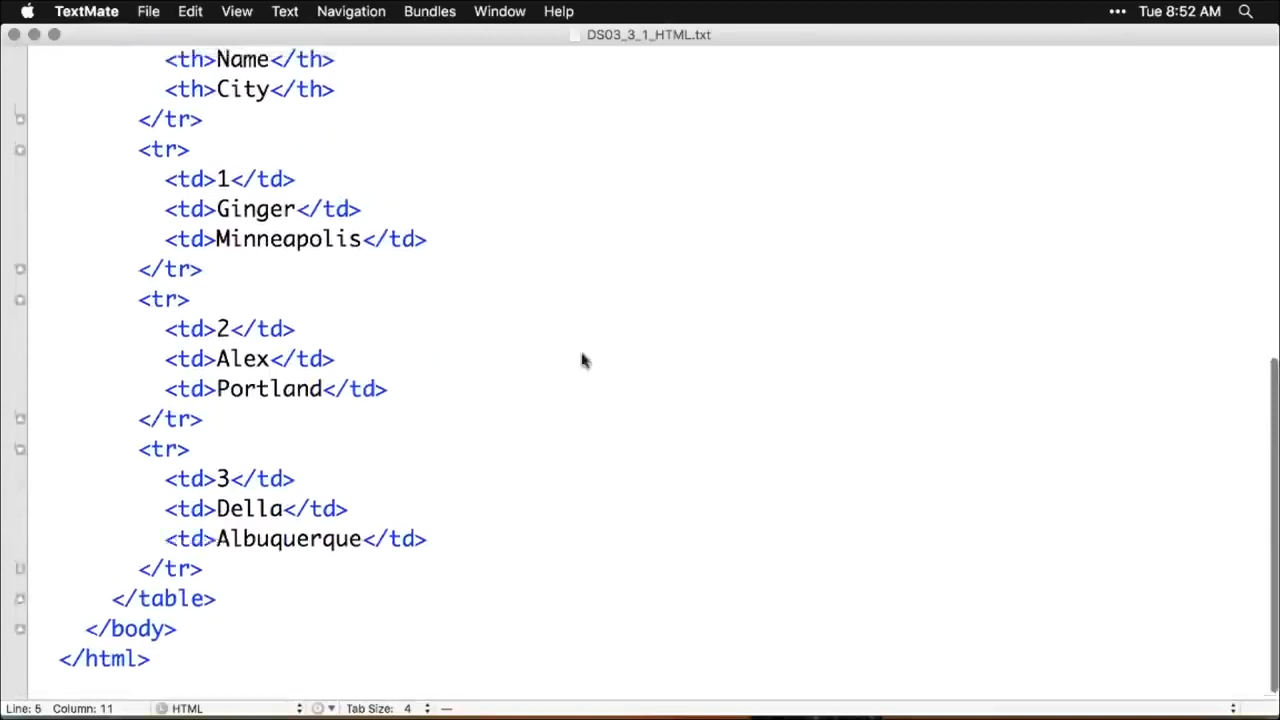 TextMate File Edit View Text Navigation Bundles Window Help ••• Tue 8:52 AM
DS03_3_1_HTML.txt
<th>Name</th>
<th>City</th>
</tr>
<tr>
<td>1</td>
<td>Ginger</td>
<td>Minneapolis</td>
</tr>
<tr>
<td>2</td>
<td>Alex</td>
<td>Portland</td>
</tr>
<tr>
<td>3</td>
<td>Della</td>
<td>Albuquerque</td>
</tr>
</table>
</body>
</html>
Line: 5 Column: 11 HTML Tab Size: 4 —